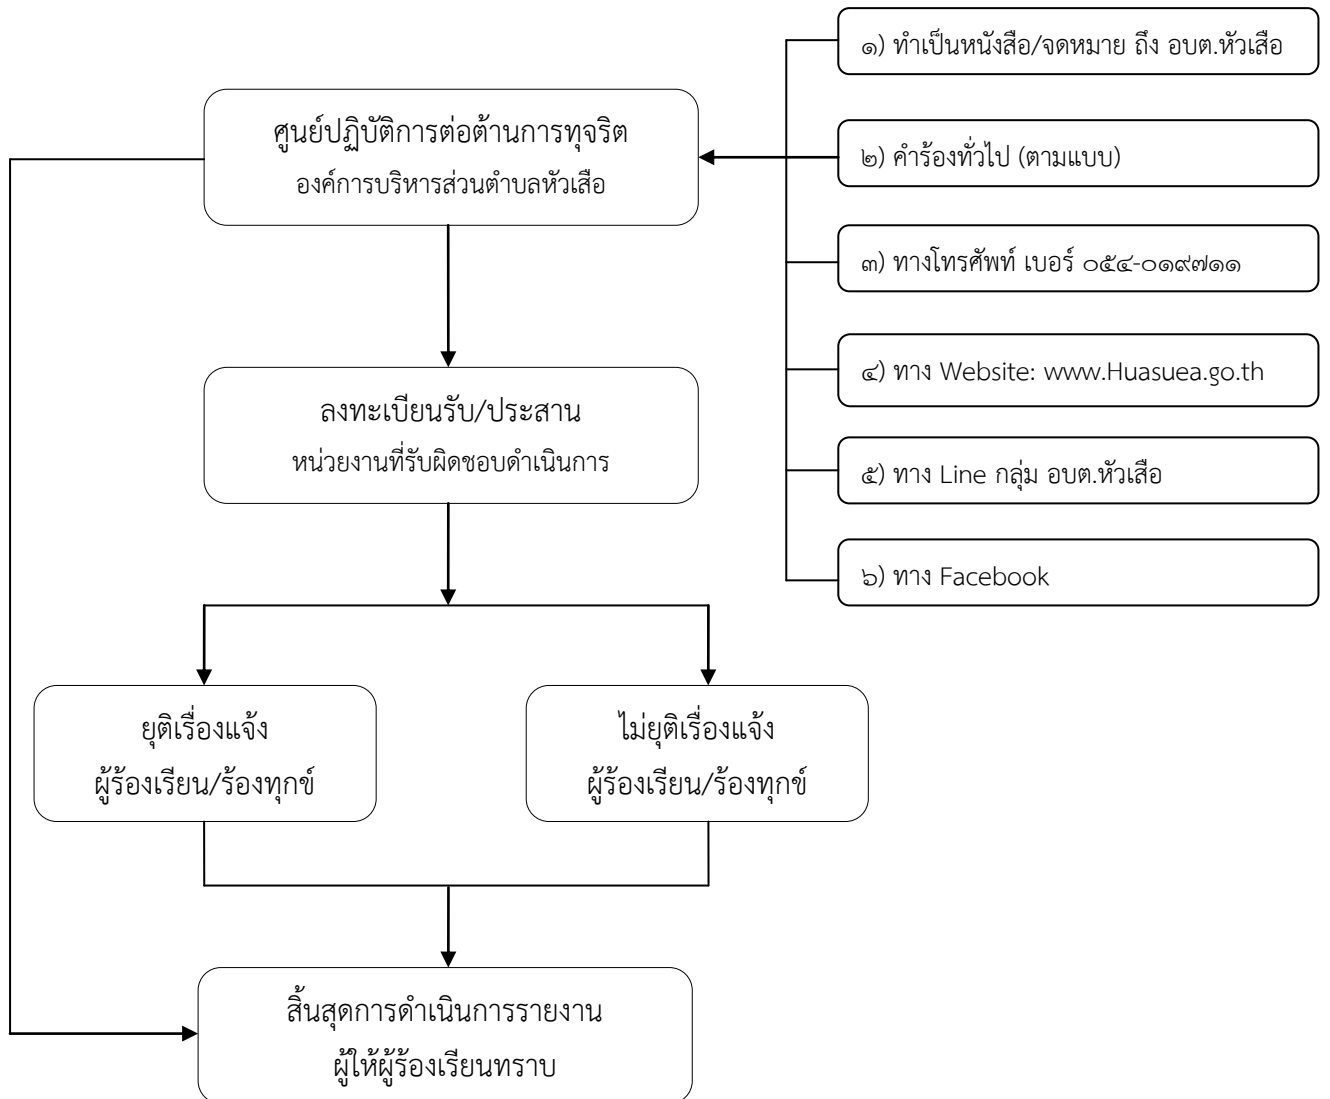 ๑) ทำเป็นหนังสือ/จดหมาย ถึง อบต.หัวเสือ
ศูนย์ปฏิบัติการต่อต้านการทุจริต
องค์การบริหารส่วนตำบลหัวเสือ
๒) คำร้องทั่วไป (ตามแบบ)
๓) ทางโทรศัพท์ เบอร์ ๐๕๔-๐๑๙๗๑๑
๔) ทาง Website: www.Huasuea.go.th
ลงทะเบียนรับ/ประสาน
หน่วยงานที่รับผิดชอบดำเนินการ
๕) ทาง Line กลุ่ม อบต.หัวเสือ
๖) ทาง Facebook
ยุติเรื่องแจ้ง
ผู้ร้องเรียน/ร้องทุกข์
ไม่ยุติเรื่องแจ้ง
ผู้ร้องเรียน/ร้องทุกข์
สิ้นสุดการดำเนินการรายงาน
ผู้ให้ผู้ร้องเรียนทราบ